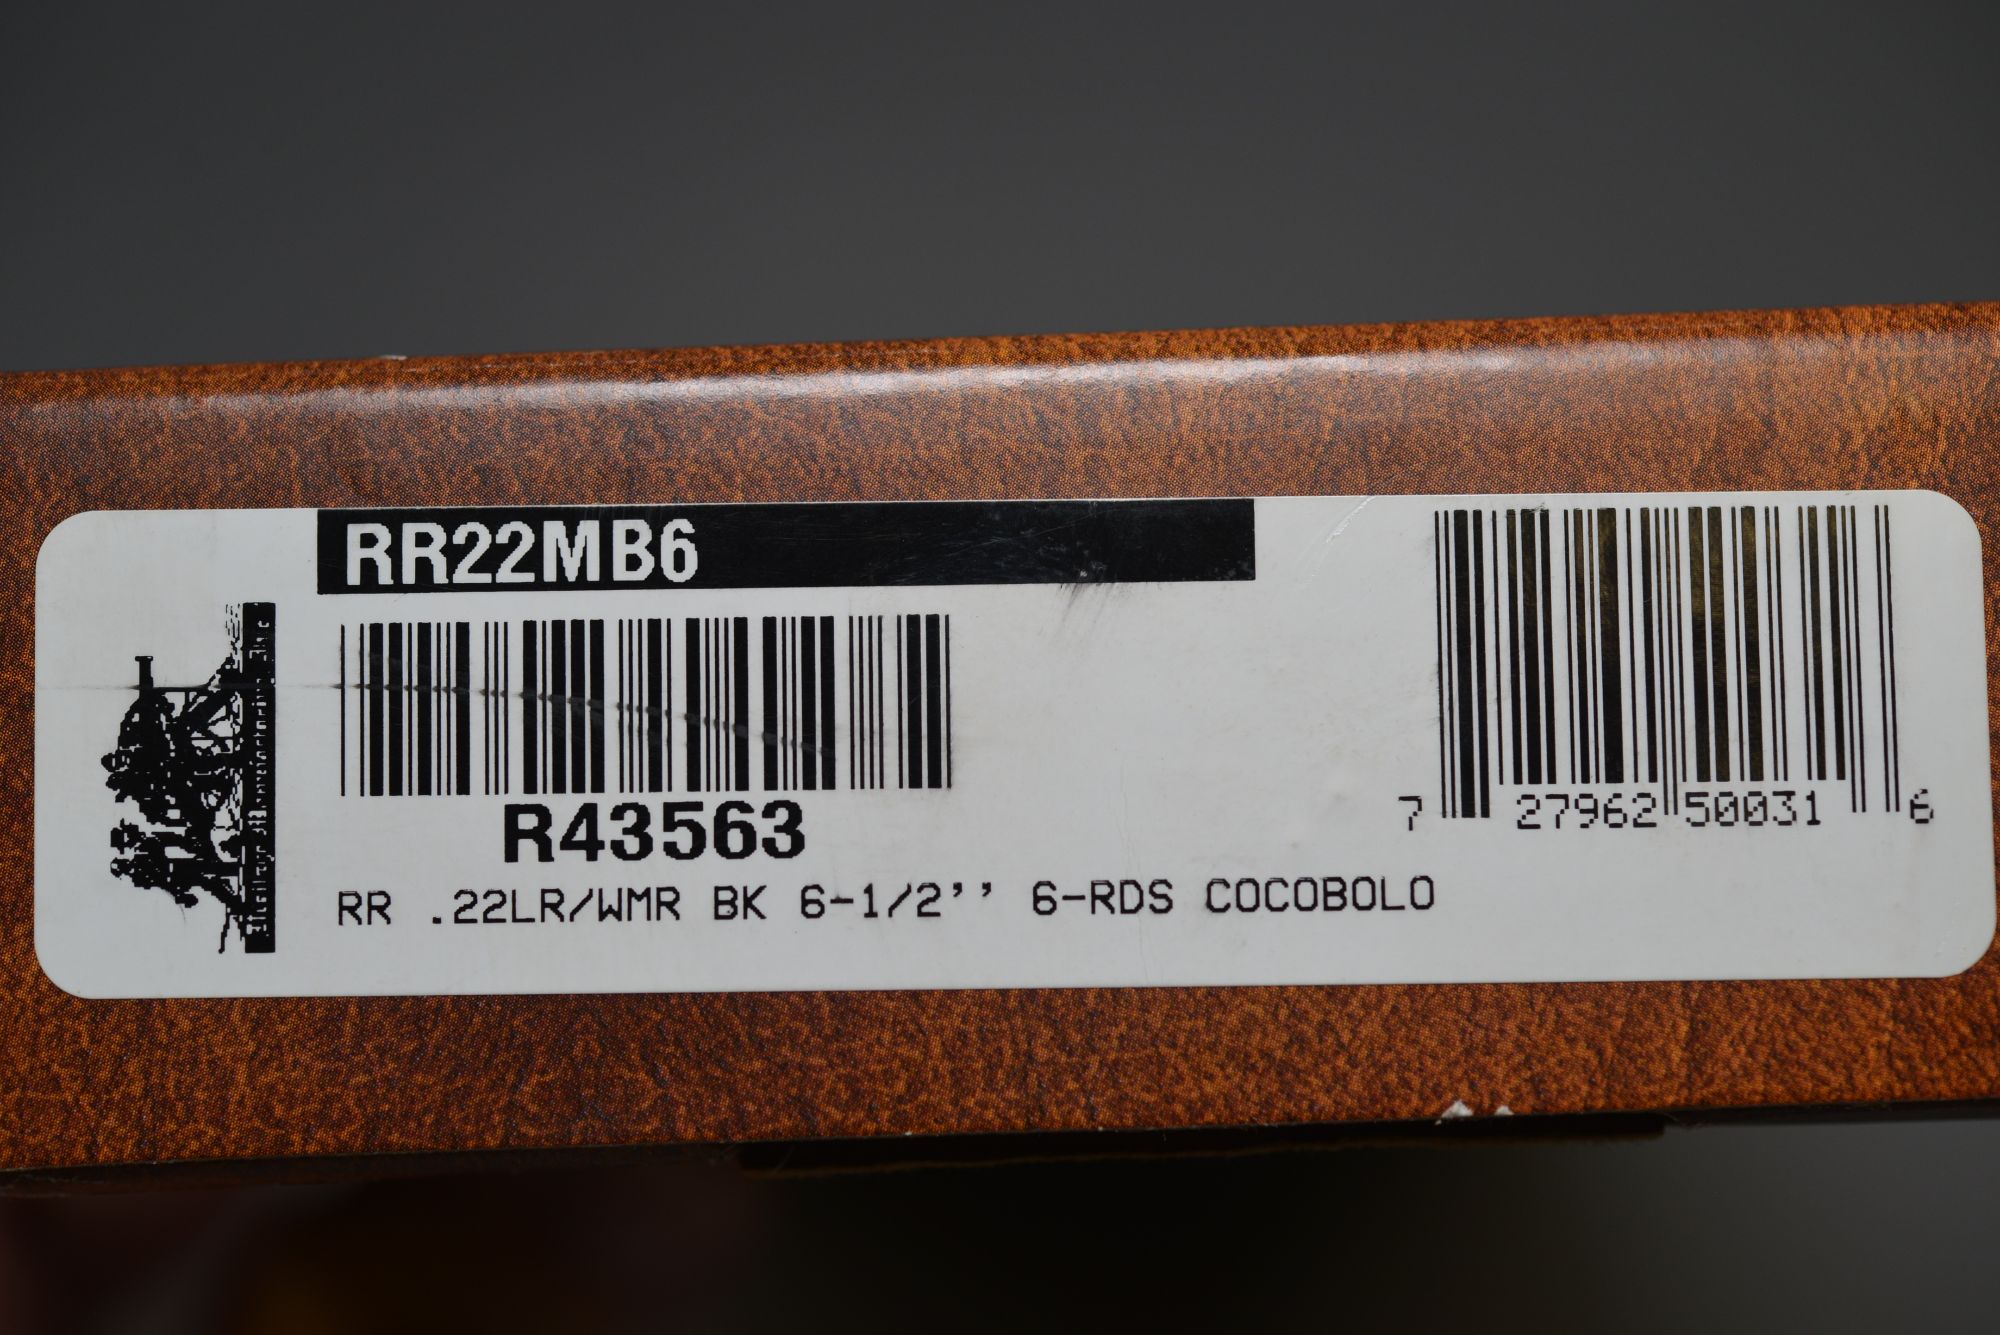 RR22MB6
R43563
RR .22LR/WMR BK 6-1/2'' 6-RDS COCOBOLO
7 27962 50031 6